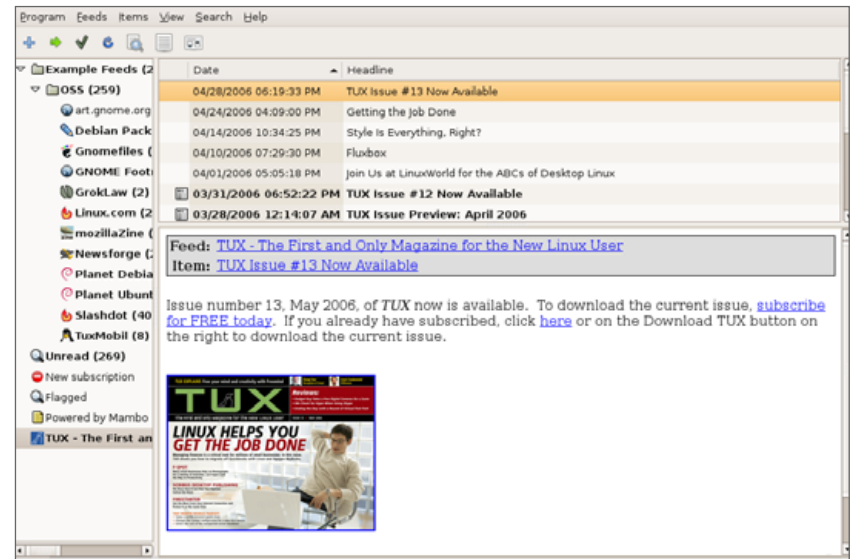 Program Feeds Items View Search Help
Example Feeds (2
OSS (259)
art.gnome.org
Debian Pack
Gnomefiles (
GNOME Foot
GrokLaw (2)
Linux.com (2
mozillaZine (
Newsforge (2
Planet Debia
Planet Ubunt
Slashdot (40
TuxMobil (8)
Unread (269)
New subscription
Flagged
Powered by Mambo
TUX - The First an
Date Headline
04/28/2006 06:19:33 PM TUX Issue #13 Now Available
04/24/2006 04:09:00 PM Getting the Job Done
04/14/2006 10:34:25 PM Style Is Everything, Right?
04/10/2006 07:29:30 PM Fluxbox
04/01/2006 05:05:18 PM Join Us at LinuxWorld for the ABCs of Desktop Linux
03/31/2006 06:52:22 PM TUX Issue #12 Now Available
03/28/2006 12:14:07 AM TUX Issue Preview: April 2006
Feed: TUX - The First and Only Magazine for the New Linux User
Item: TUX Issue #13 Now Available
Issue number 13, May 2006, of TUX now is available. To download the current issue, subscribe
for FREE today. If you already have subscribed, click here or on the Download TUX button on
the right to download the current issue.
TUX
Reviews:
LINUX HELPS YOU
GET THE JOB DONE